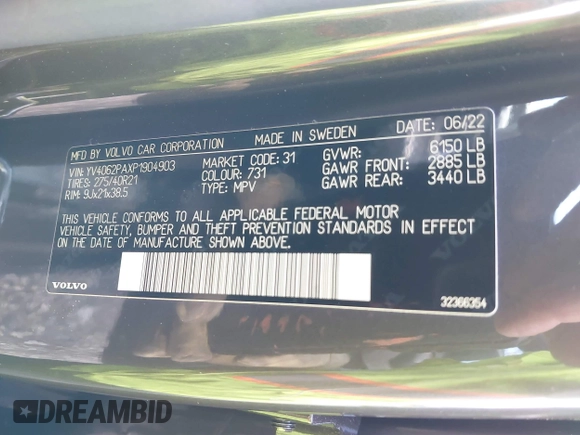 MFG BY VOLVO CAR CORPORATION MADE IN SWEDEN DATE: 06/22
VIN: YV4062PAXP1904903 MARKET CODE: 31 GVWR: 6150 LB
TIRES: 275/40R21 COLOUR: 731 GAWR FRONT: 2885 LB
RIM: 9Jx21x38.5 TYPE: MPV GAWR REAR: 3440 LB
THIS VEHICLE CONFORMS TO ALL APPLICABLE FEDERAL MOTOR
VEHICLE SAFETY, BUMPER AND THEFT PREVENTION STANDARDS IN EFFECT
ON THE DATE OF MANUFACTURE SHOWN ABOVE.
VOLVO 32366354
DREAMBID